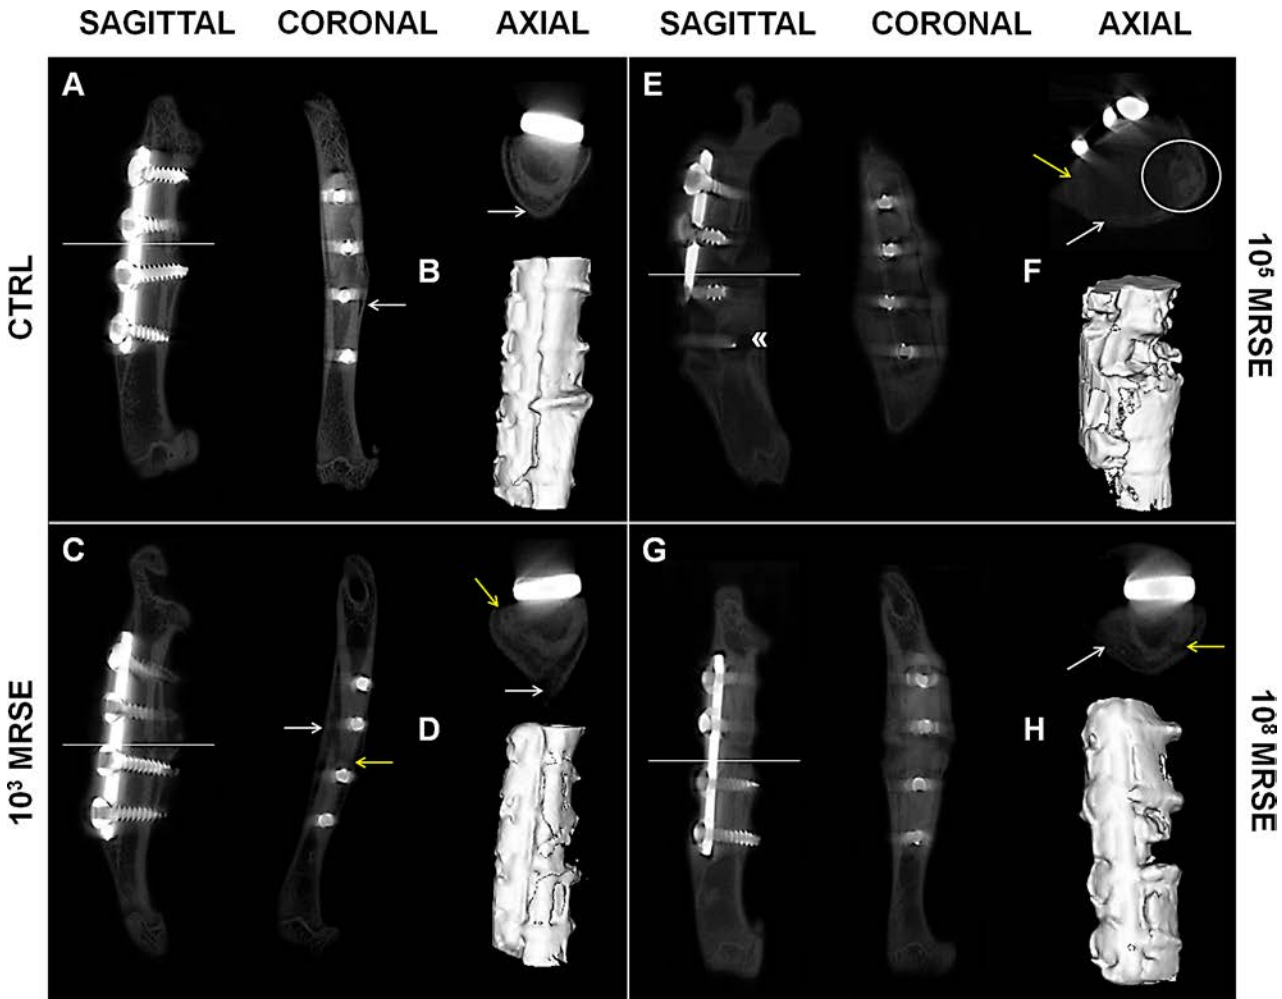 SAGITTAL CORONAL AXIAL SAGITTAL CORONAL AXIAL
A
E
CTRL
B
«
F
10⁵ MRSE
C
G
10³ MRSE
D
H
10⁸ MRSE